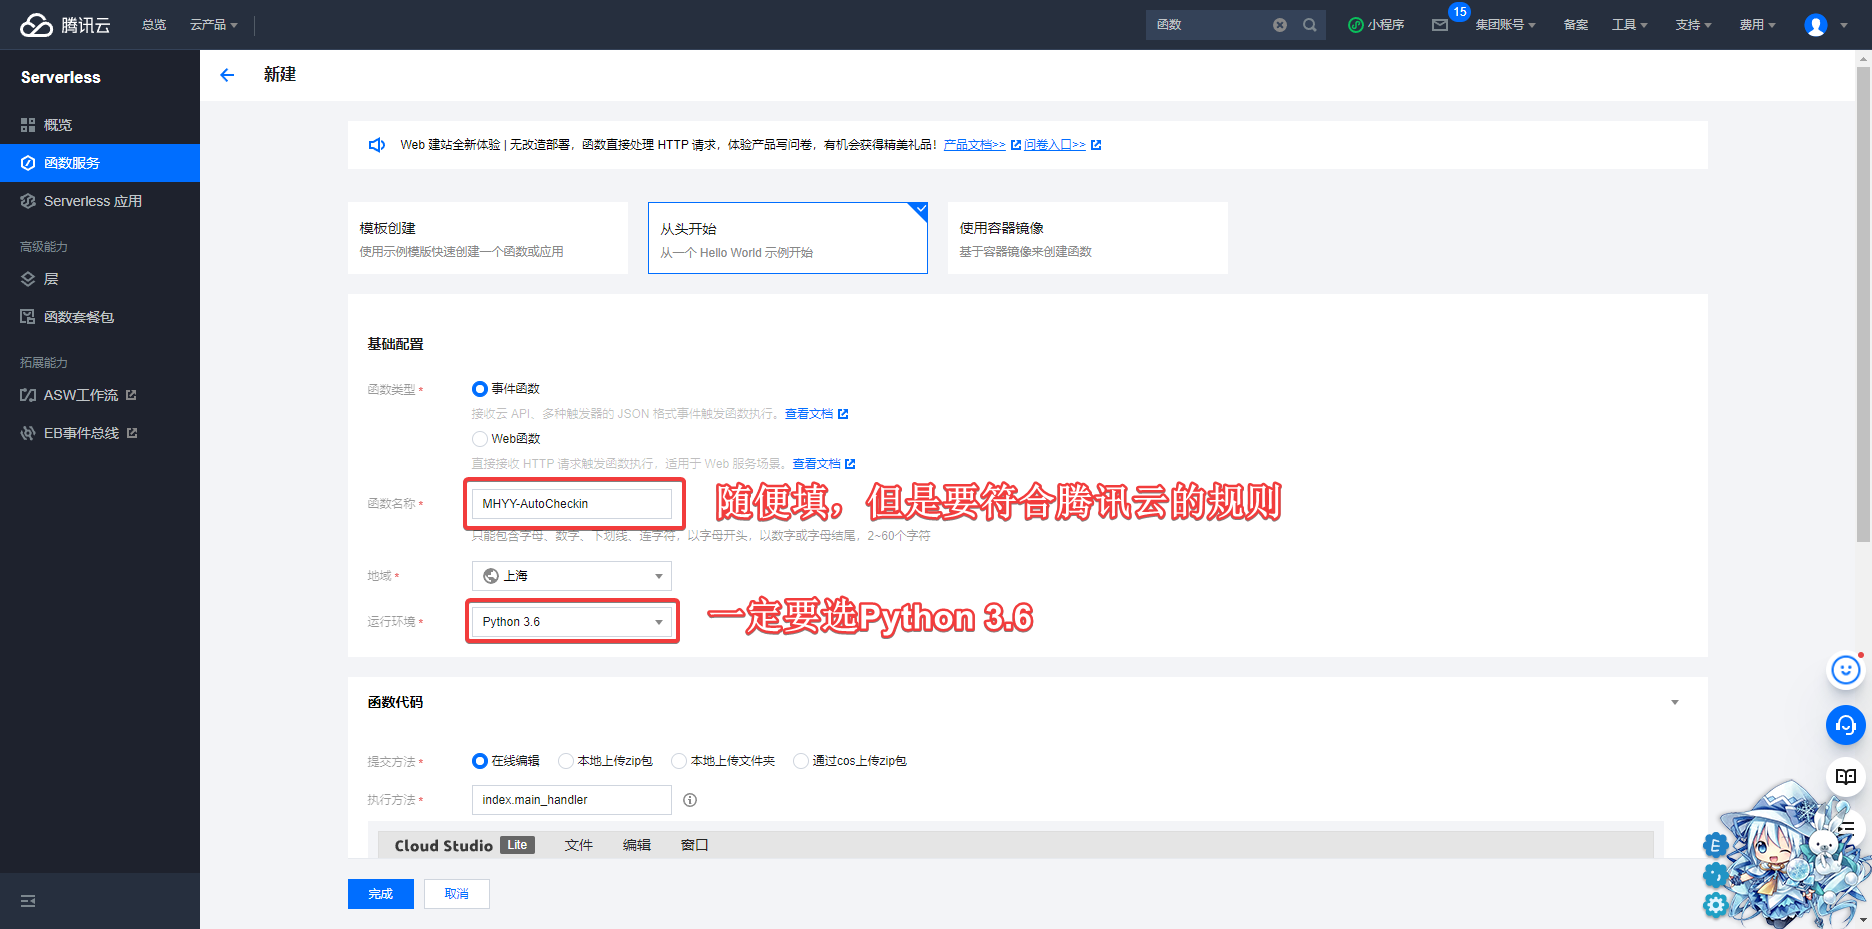 腾讯云 总览 云产品 函数 小程序 15 集团账号 备案 工具 支持 费用
Serverless
新建
概览
函数服务
Serverless 应用
高级能力
层
函数套餐包
拓展能力
ASW工作流
EB事件总线
Web 建站全新体验 | 无改造部署，函数直接处理 HTTP 请求，体验产品写问卷，有机会获得精美礼品！ 产品文档>> 问卷入口>>
模板创建
使用示例模版快速创建一个函数或应用
从头开始
从一个 Hello World 示例开始
使用容器镜像
基于容器镜像来创建函数
基础配置
函数类型 * 事件函数
接收云 API、多种触发器的 JSON 格式事件触发函数执行。 查看文档
Web函数
直接接收 HTTP 请求触发函数执行，适用于 Web 服务场景。 查看文档
函数名称 * MHYY-AutoCheckin 随便填，但是要符合腾讯云的规则
只能包含字母、数字、下划线、连字符，以字母开头，以数字或字母结尾，2~60个字符
地域 * 上海
运行环境 * Python 3.6 一定要选Python 3.6
函数代码
提交方法 * 在线编辑 本地上传zip包 本地上传文件夹 通过cos上传zip包
执行方法 * index.main_handler
Cloud Studio Lite 文件 编辑 窗口
完成 取消
E